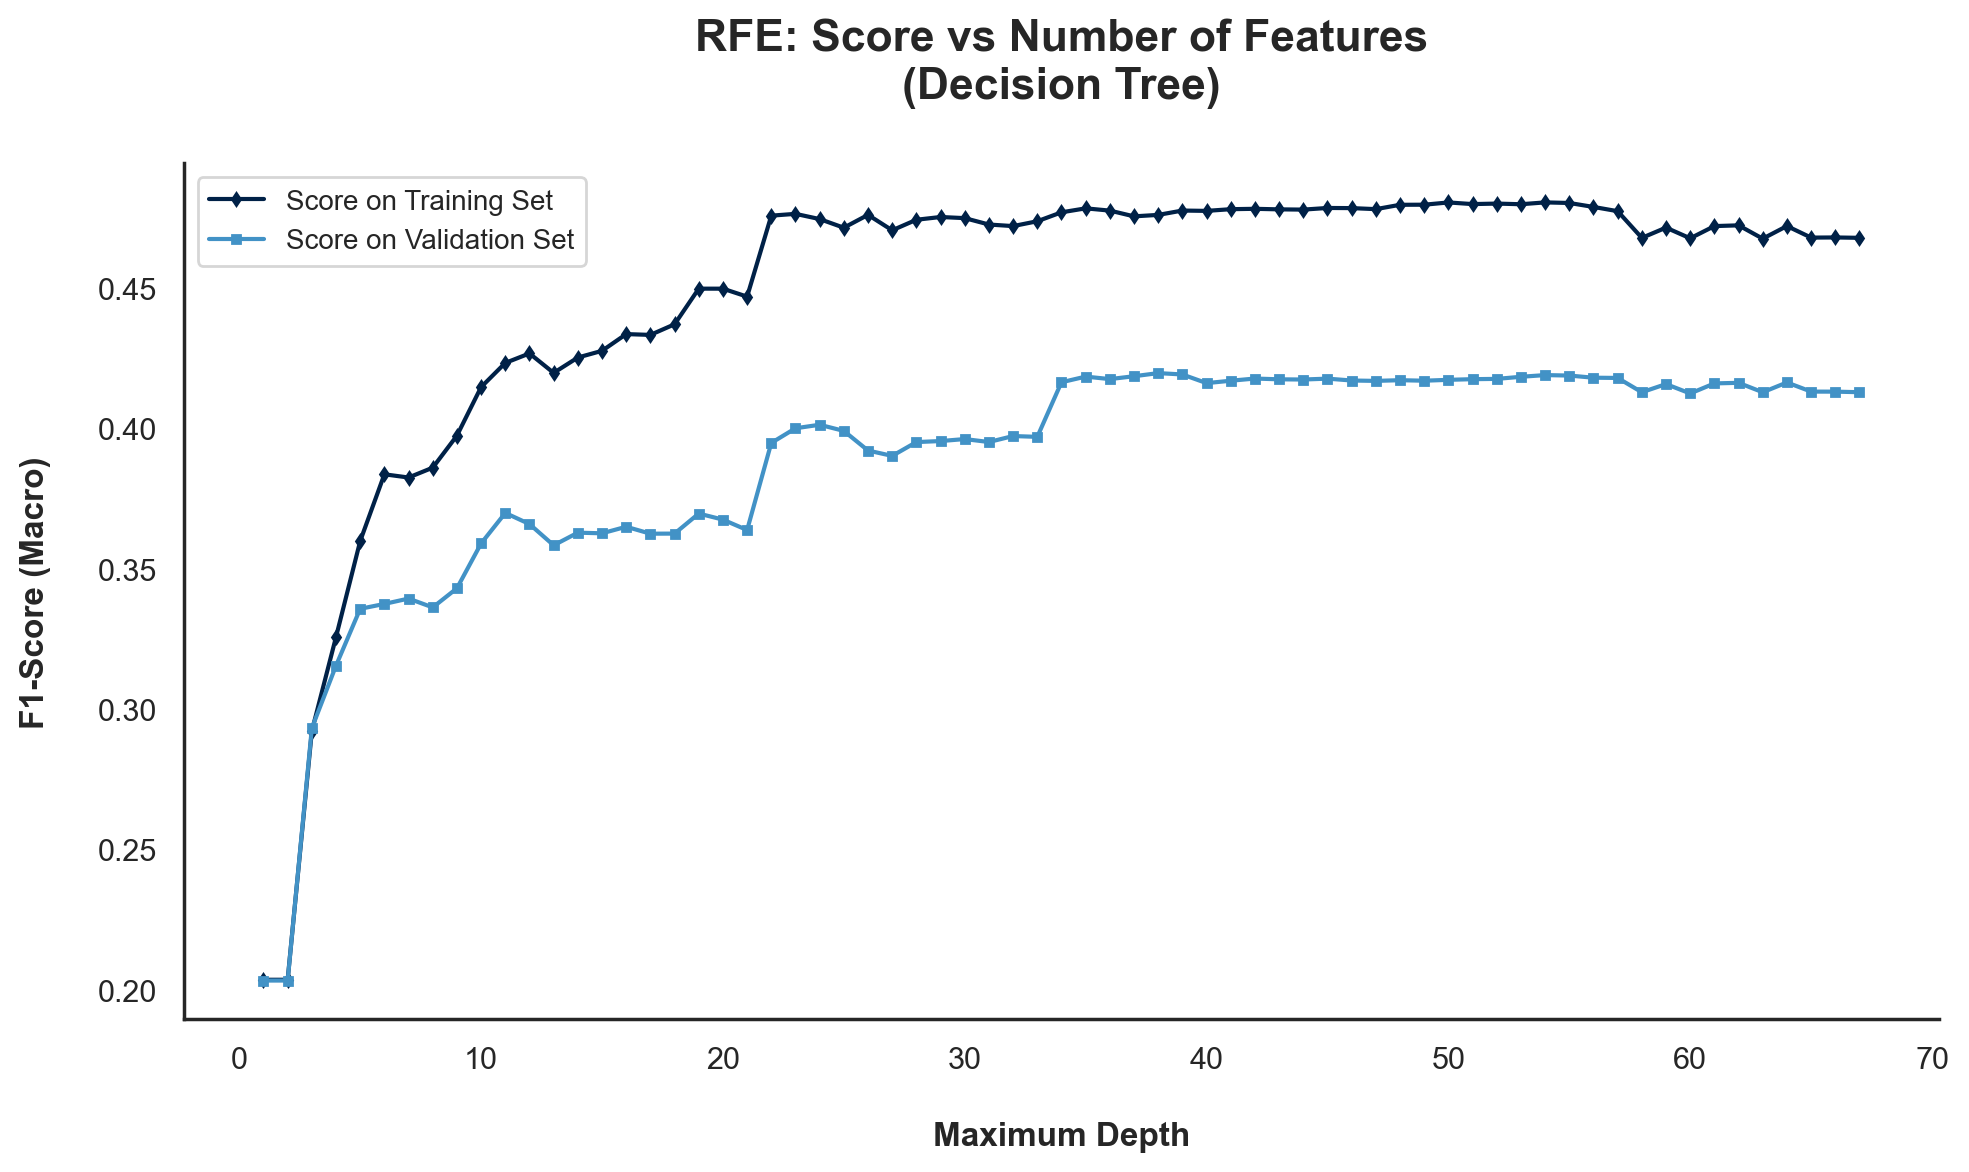 RFE: Score vs Number of Features
(Decision Tree)
Score on Training Set
Score on Validation Set
0.45
0.40
0.35
0.30
0.25
0.20
F1-Score (Macro)
0 10 20 30 40 50 60 70
Maximum Depth